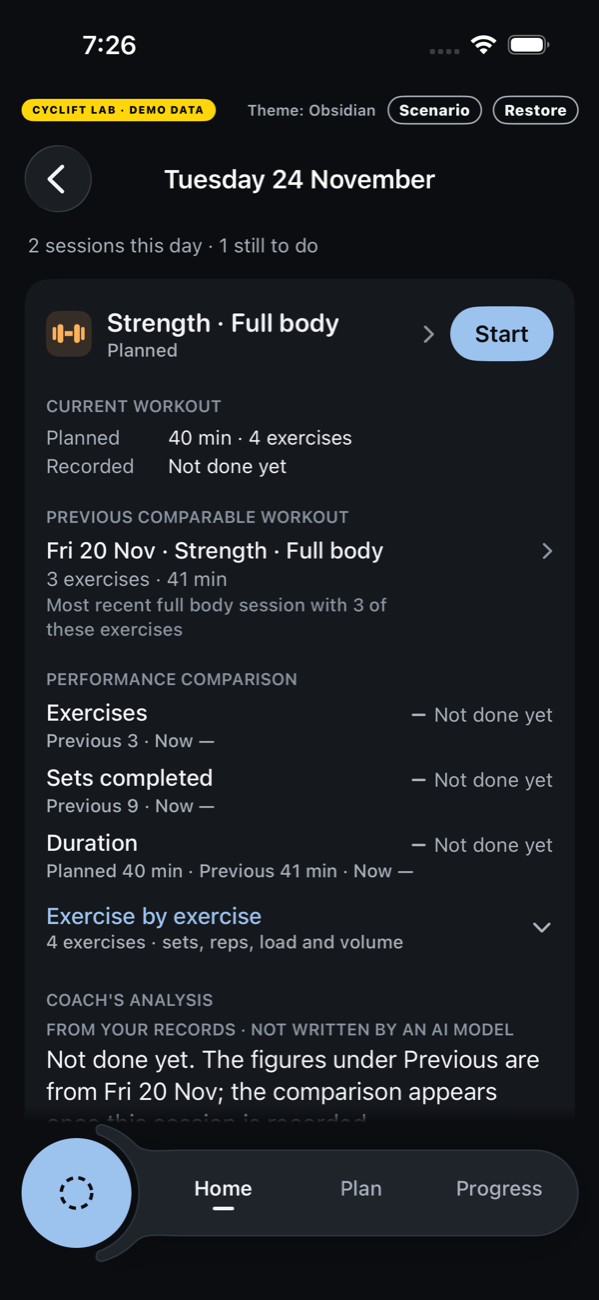 7:26
CYCLIFT LAB · DEMO DATA
Theme: Obsidian
Scenario
Restore
Tuesday 24 November
2 sessions this day · 1 still to do
Strength · Full body
Planned
Start
CURRENT WORKOUT
Planned 40 min · 4 exercises
Recorded Not done yet
PREVIOUS COMPARABLE WORKOUT
Fri 20 Nov · Strength · Full body
3 exercises · 41 min
Most recent full body session with 3 of
these exercises
PERFORMANCE COMPARISON
Exercises — Not done yet
Previous 3 · Now —
Sets completed — Not done yet
Previous 9 · Now —
Duration — Not done yet
Planned 40 min · Previous 41 min · Now —
Exercise by exercise
4 exercises · sets, reps, load and volume
COACH'S ANALYSIS
FROM YOUR RECORDS · NOT WRITTEN BY AN AI MODEL
Not done yet. The figures under Previous are
from Fri 20 Nov; the comparison appears
once this session is recorded.
Home
Plan
Progress